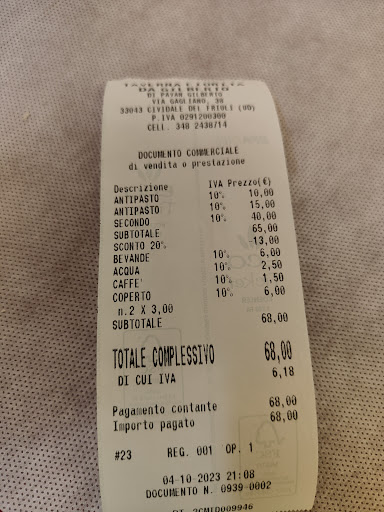 TAVERNA E FORTZA
DA GILBERTO
DI PAVAN GILBERTO
VIA GAGLIANO, 38
33043 CIVIDALE DEL FRIULI (UD)
P.IVA 0291200300
CELL. 348 2438714
DOCUMENTO COMMERCIALE
di vendita o prestazione
Descrizione IVA Prezzo(€)
ANTIPASTO 10% 10,00
ANTIPASTO 10% 15,00
SECONDO 10% 40,00
SUBTOTALE 65,00
SCONTO 20% -13,00
BEVANDE 10% 6,00
ACQUA 10% 2,50
CAFFE' 10% 1,50
COPERTO 10% 6,00
n.2 X 3,00
SUBTOTALE 68,00
TOTALE COMPLESSIVO 68,00
DI CUI IVA 6,18
Pagamento contante 68,00
Importo pagato 68,00
#23 REG. 001 OP. 1
04-10-2023 21:08
DOCUMENTO N. 0939-0002